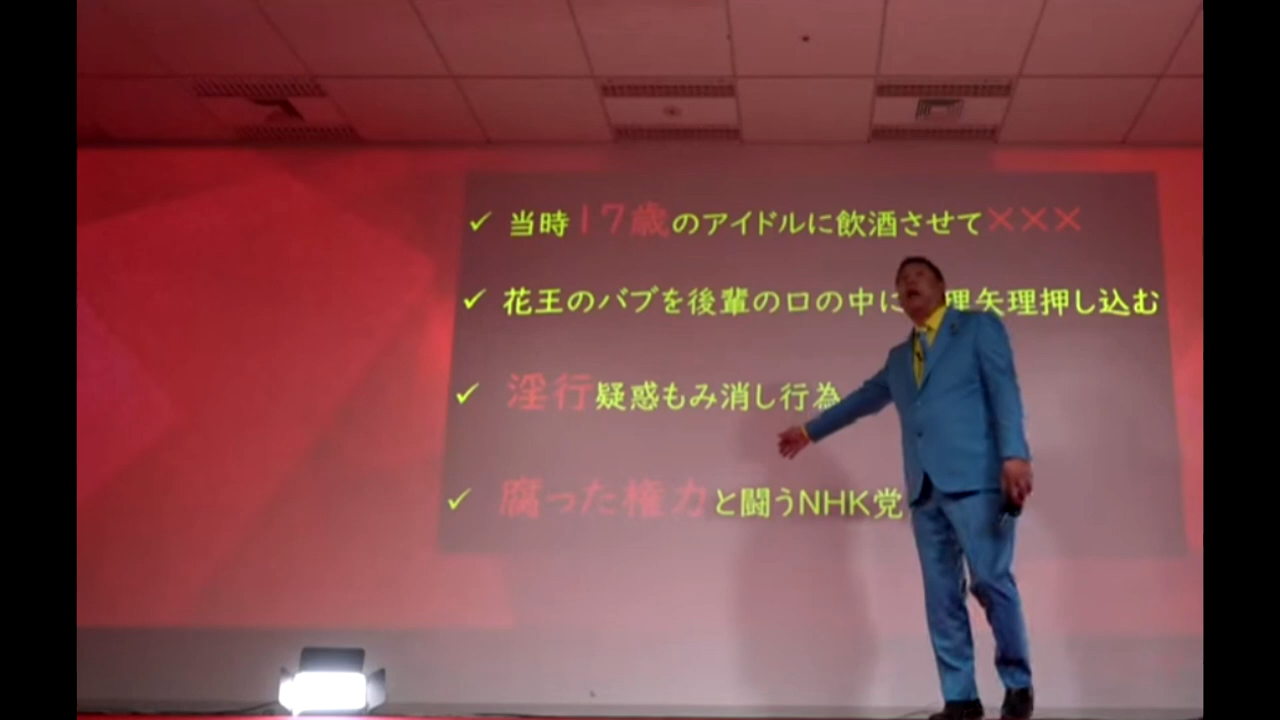 ✓ 当時17歳のアイドルに飲酒させて×××
✓ 花王のバブを後輩の口の中に 理矢理押し込む
✓ 淫行疑惑もみ消し行為
✓ 腐った権力と闘うNHK党